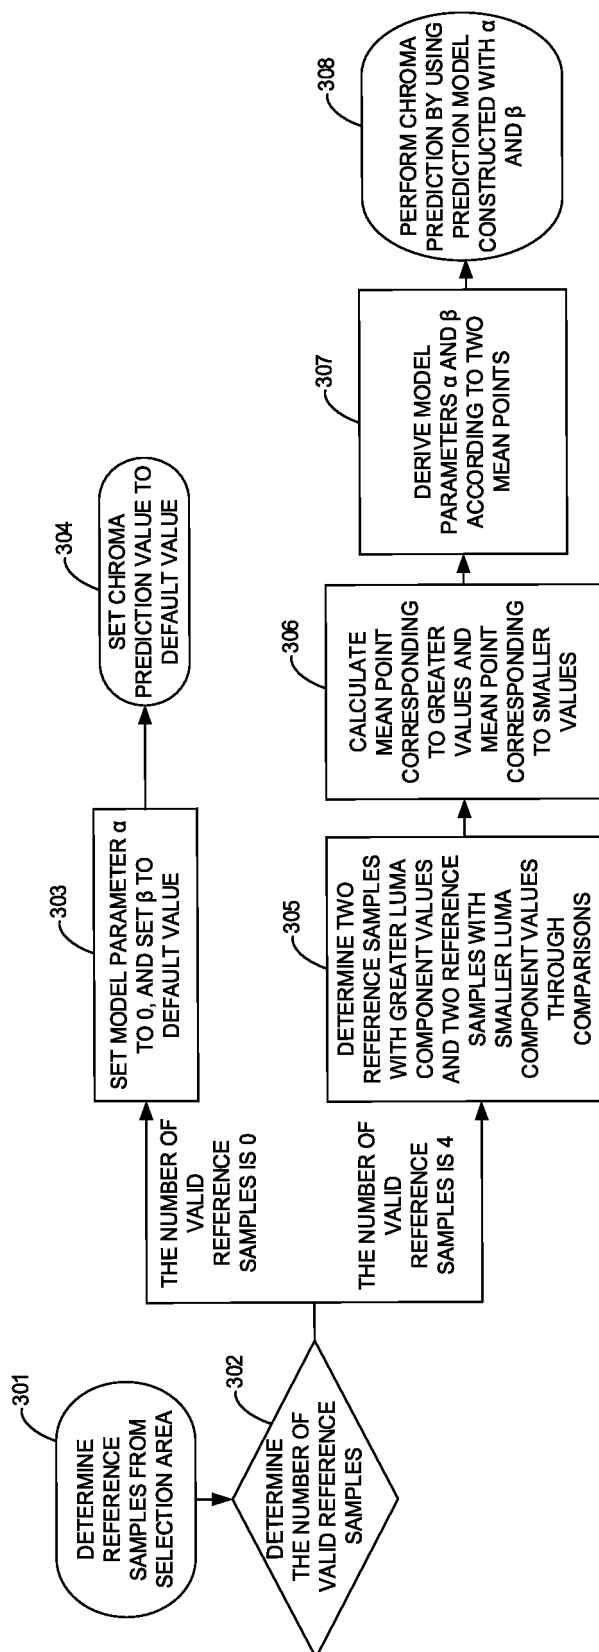 301
DETERMINE
REFERENCE
SAMPLES FROM
SELECTION AREA
302
DETERMINE
THE NUMBER OF
VALID REFERENCE
SAMPLES
THE NUMBER OF
VALID
REFERENCE
SAMPLES IS 0
303
SET MODEL PARAMETER α
TO 0, AND SET β TO
DEFAULT VALUE
304
SET CHROMA
PREDICTION VALUE TO
DEFAULT VALUE
THE NUMBER OF
VALID
REFERENCE
SAMPLES IS 4
305
DETERMINE TWO
REFERENCE SAMPLES
WITH GREATER LUMA
COMPONENT VALUES
AND TWO REFERENCE
SAMPLES WITH
SMALLER LUMA
COMPONENT VALUES
THROUGH
COMPARISONS
306
CALCULATE
MEAN POINT
CORRESPONDING
TO GREATER
VALUES AND
MEAN POINT
CORRESPONDING
TO SMALLER
VALUES
307
DERIVE MODEL
PARAMETERS α AND β
ACCORDING TO TWO
MEAN POINTS
308
PERFORM CHROMA
PREDICTION BY USING
PREDICTION MODEL
CONSTRUCTED WITH α
AND β